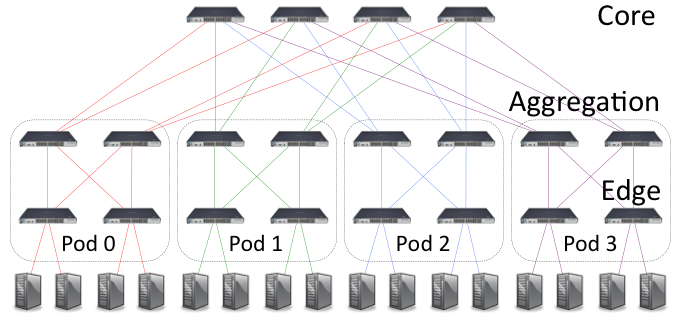 Core
Aggregation
Edge
Pod 0
Pod 1
Pod 2
Pod 3